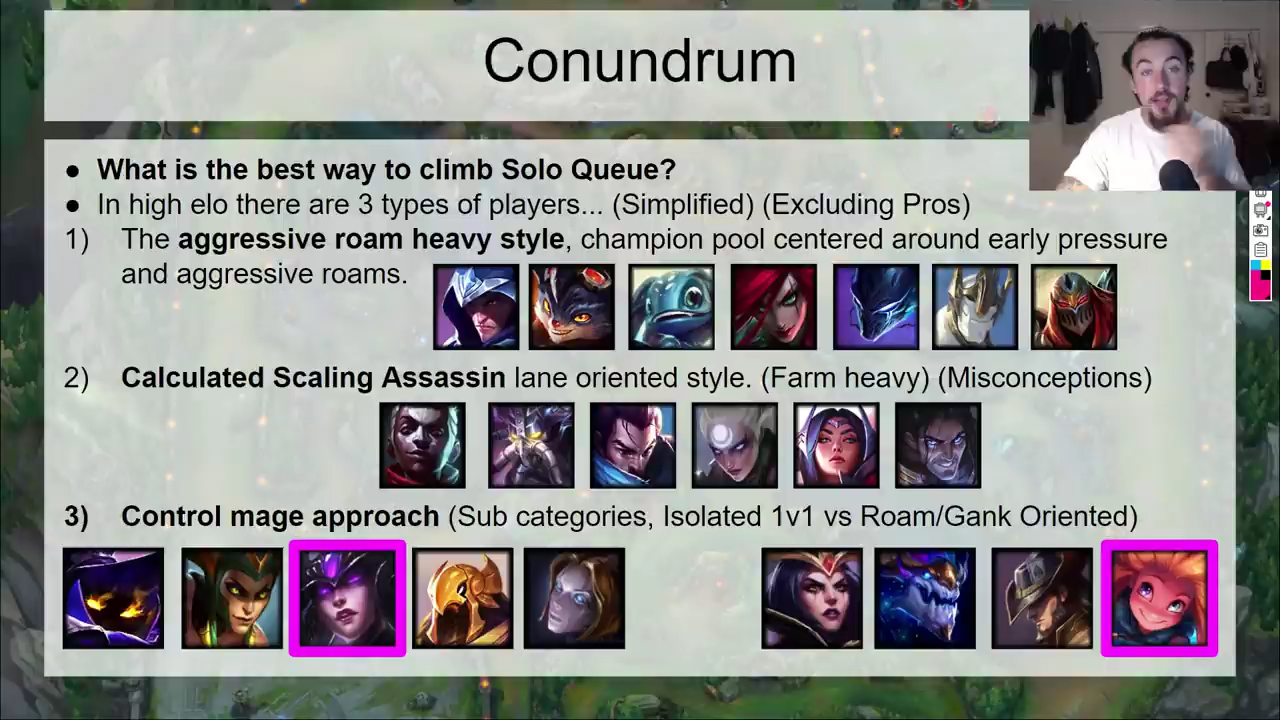 Conundrum
● What is the best way to climb Solo Queue?
● In high elo there are 3 types of players... (Simplified) (Excluding Pros)
1) The aggressive roam heavy style, champion pool centered around early pressure
and aggressive roams.
2) Calculated Scaling Assassin lane oriented style. (Farm heavy) (Misconceptions)
3) Control mage approach (Sub categories, Isolated 1v1 vs Roam/Gank Oriented)